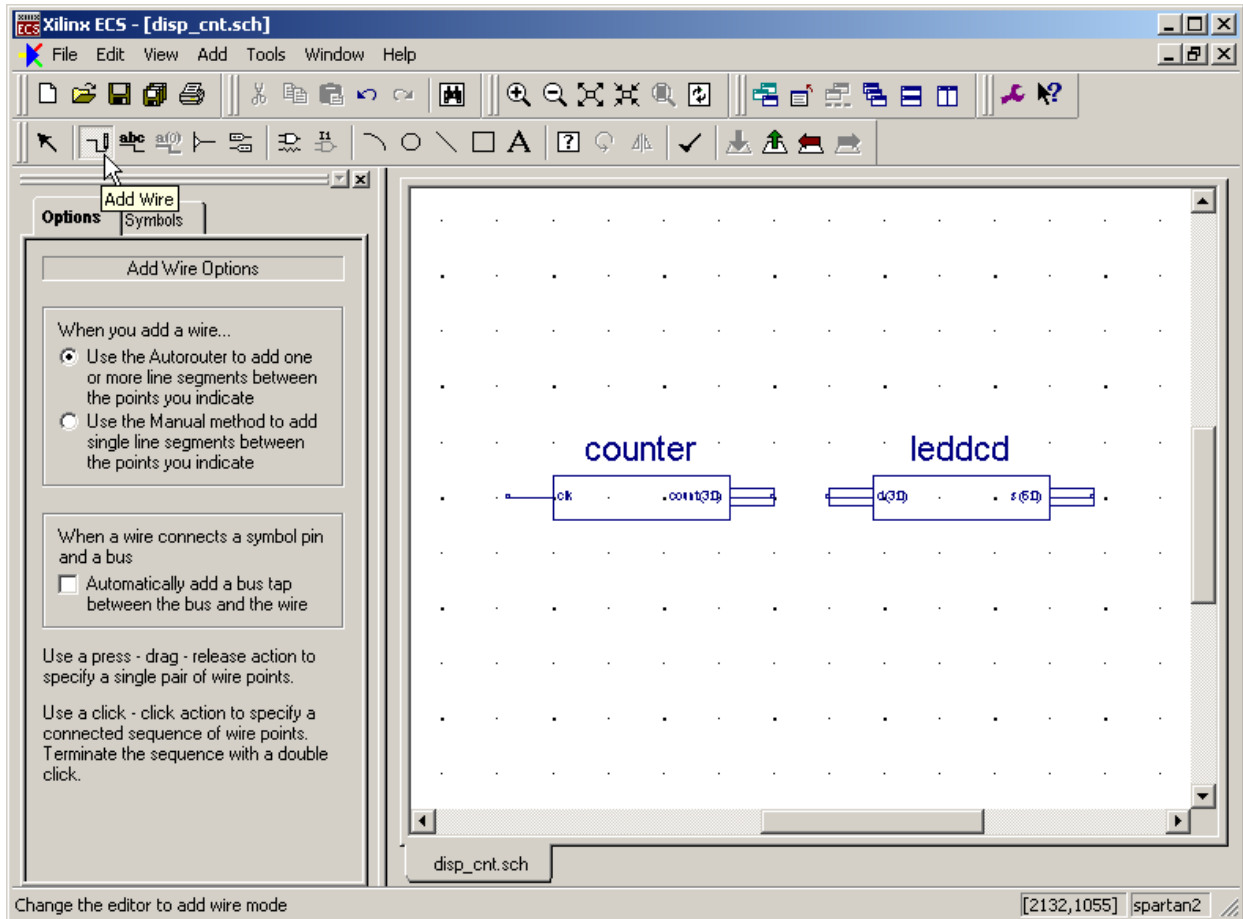 Xilinx ECS - [disp_cnt.sch]
File Edit View Add Tools Window Help
Add Wire
Options Symbols
Add Wire Options
When you add a wire...
Use the Autorouter to add one
or more line segments between
the points you indicate
Use the Manual method to add
single line segments between
the points you indicate
When a wire connects a symbol pin
and a bus
Automatically add a bus tap
between the bus and the wire
Use a press - drag - release action to
specify a single pair of wire points.
Use a click - click action to specify a
connected sequence of wire points.
Terminate the sequence with a double
click.
counter leddcd
clk count(3:0) d(3:0) s(6:0)
disp_cnt.sch
Change the editor to add wire mode [2132,1055] spartan2